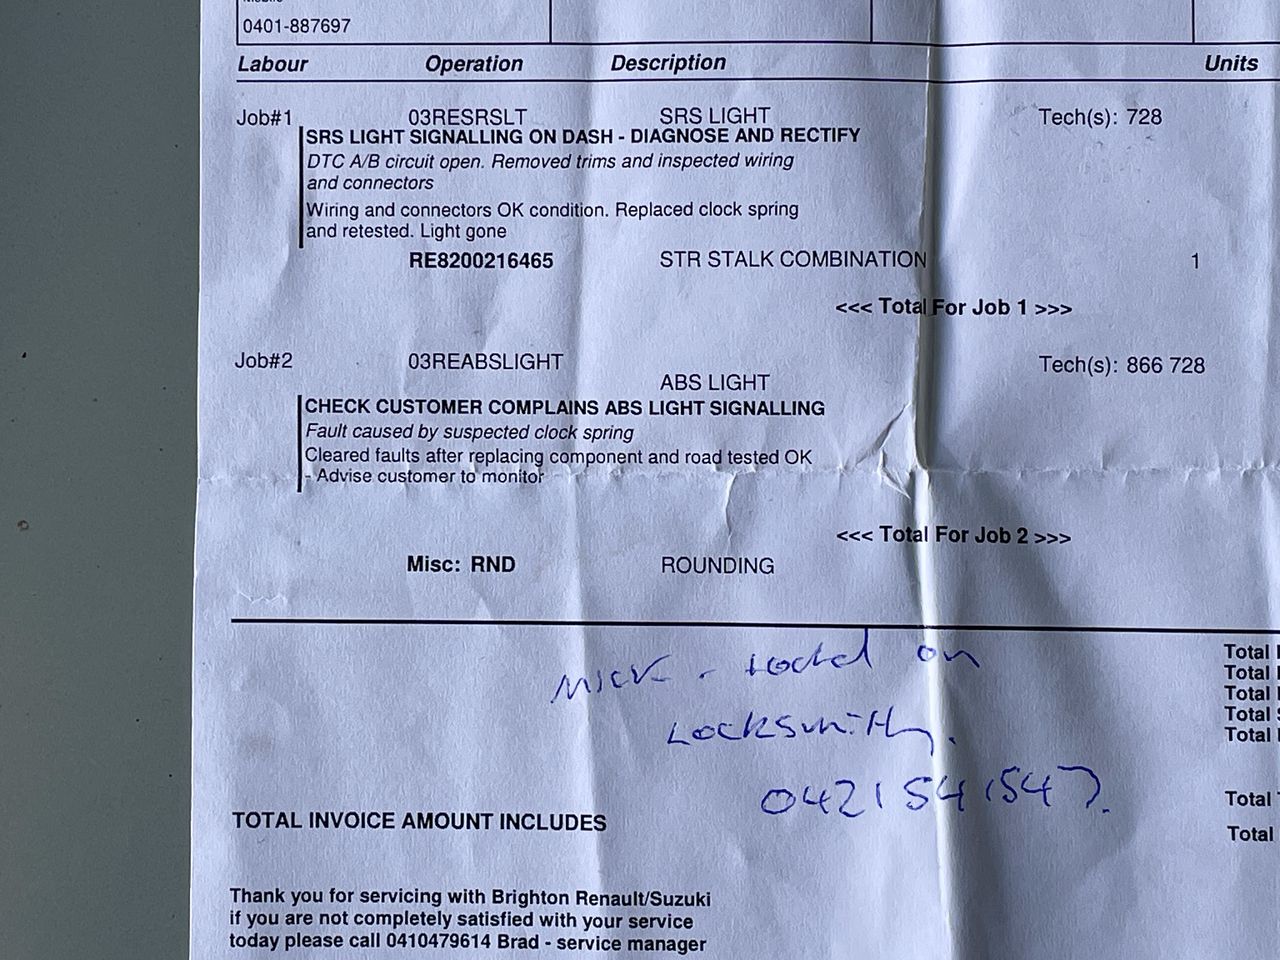 0401-887697
Labour Operation Description Units
Job#1 03RESRSLT SRS LIGHT Tech(s): 728
SRS LIGHT SIGNALLING ON DASH - DIAGNOSE AND RECTIFY
DTC A/B circuit open. Removed trims and inspected wiring
and connectors
Wiring and connectors OK condition. Replaced clock spring
and retested. Light gone
RE8200216465 STR STALK COMBINATION 1
<<< Total For Job 1 >>>
Job#2 03REABSLIGHT Tech(s): 866 728
ABS LIGHT
CHECK CUSTOMER COMPLAINS ABS LIGHT SIGNALLING
Fault caused by suspected clock spring
Cleared faults after replacing component and road tested OK
- Advise customer to monitor
<<< Total For Job 2 >>>
Misc: RND ROUNDING
Total
Total
Total
Total
Total
Mick - on
Locksmith.
0421 541547.
Total
Total
TOTAL INVOICE AMOUNT INCLUDES
Thank you for servicing with Brighton Renault/Suzuki
if you are not completely satisfied with your service
today please call 0410479614 Brad - service manager